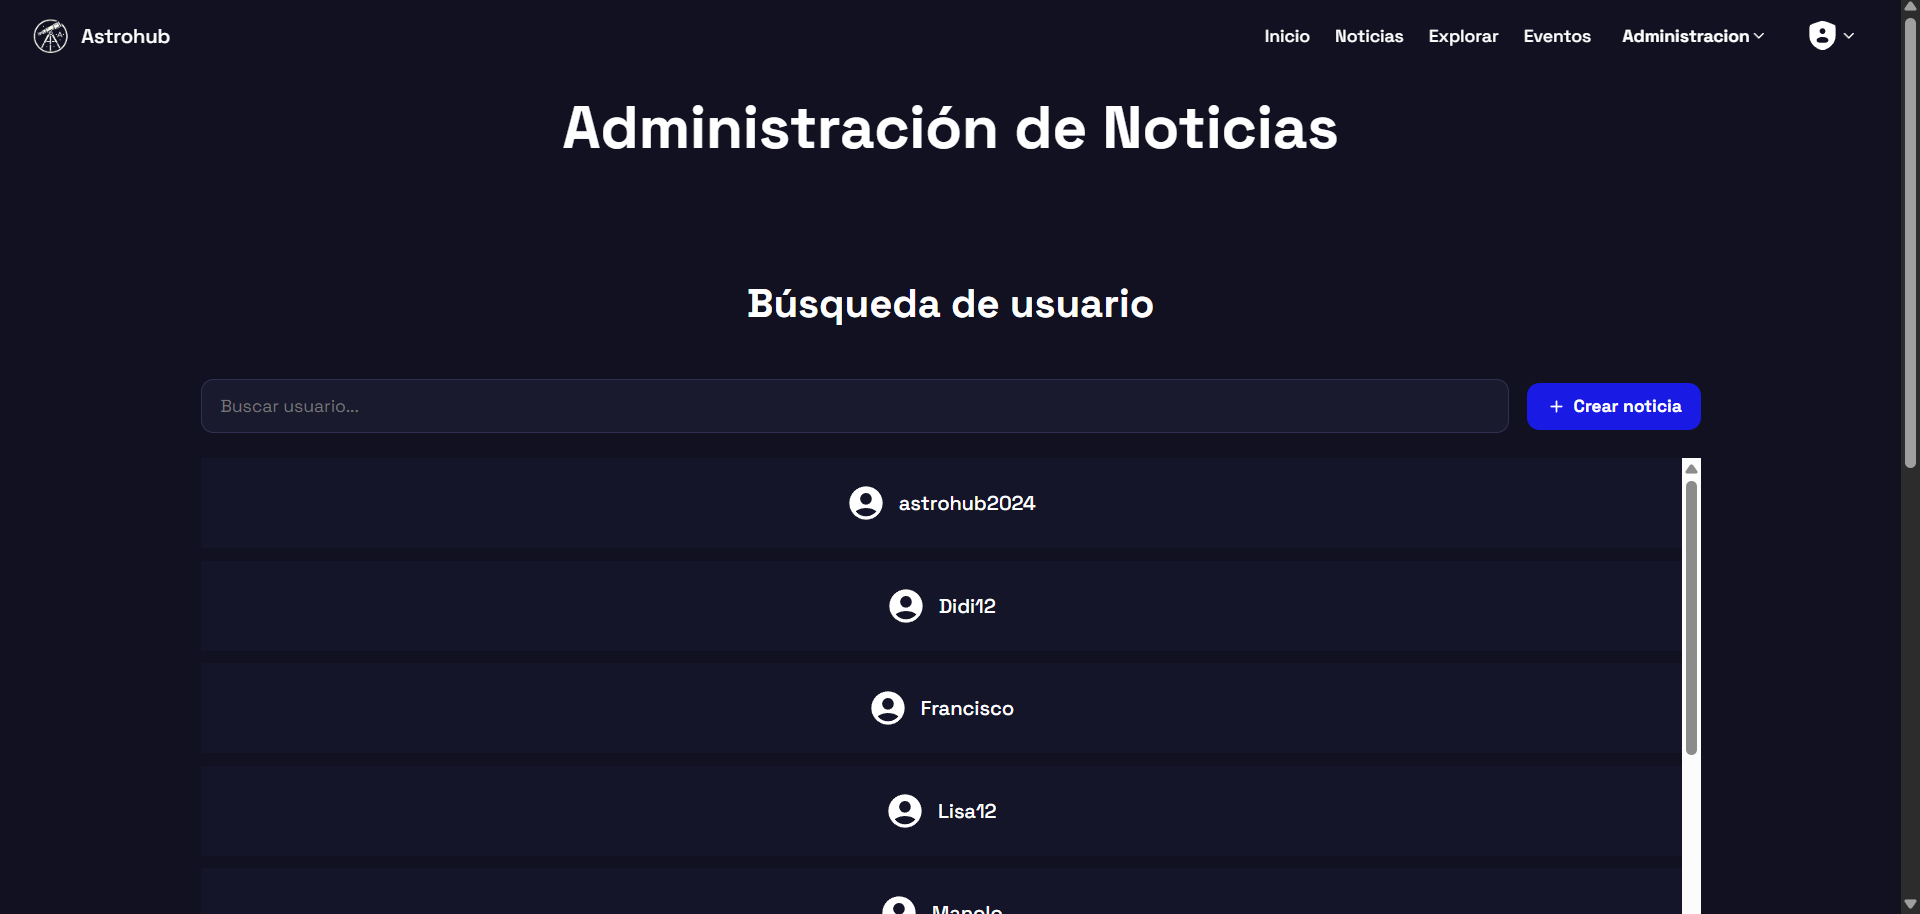 Astrohub
Inicio Noticias Explorar Eventos Administracion
Administración de Noticias
Búsqueda de usuario
Buscar usuario...
+ Crear noticia
astrohub2024
Didi12
Francisco
Lisa12
Manolo